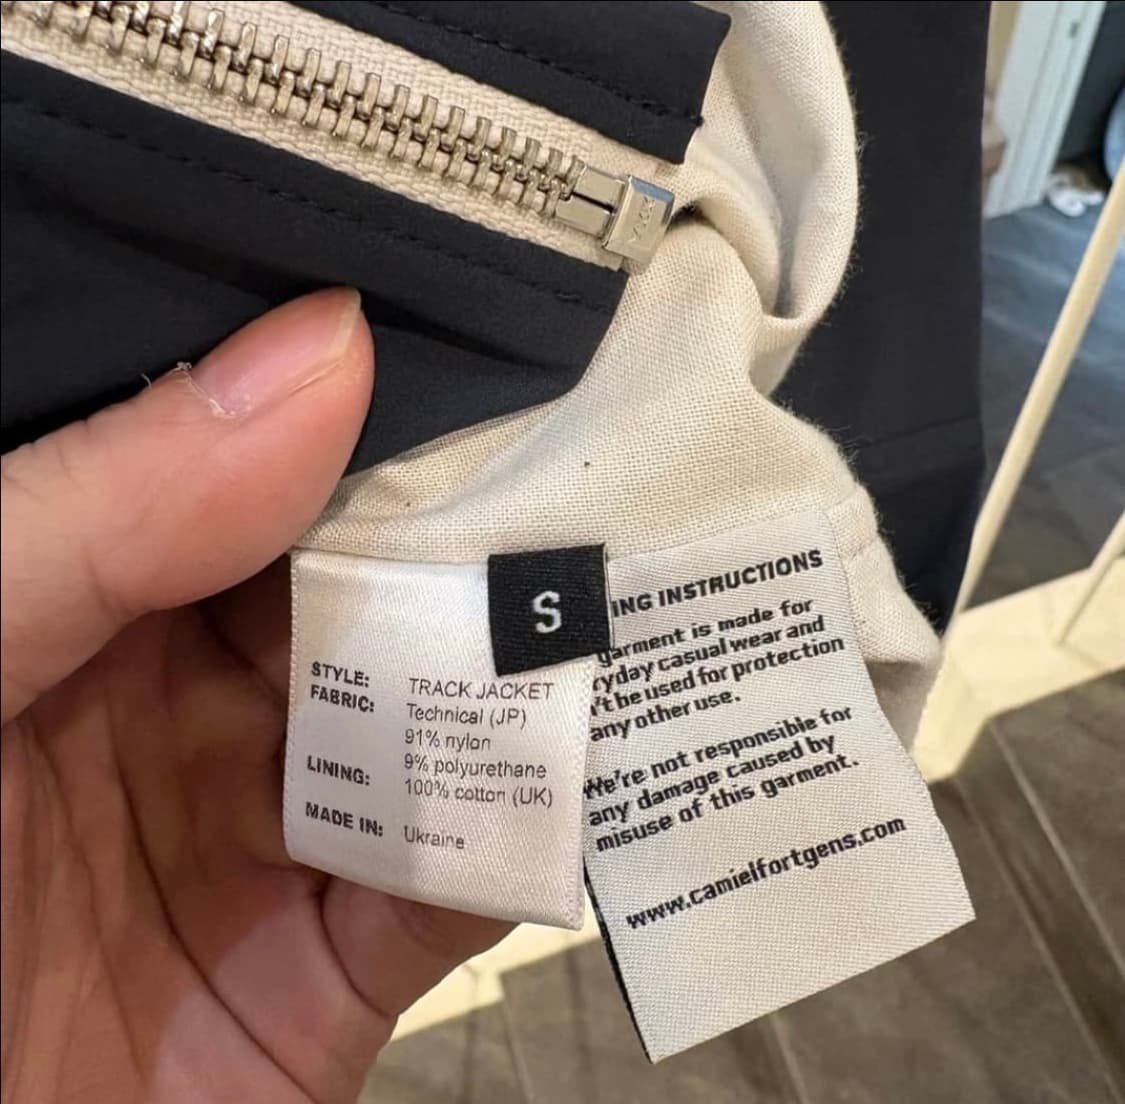 YKK
S
STYLE: TRACK JACKET
FABRIC: Technical (JP)
91% nylon
9% polyurethane
LINING: 100% cotton (UK)
MADE IN: Ukraine
ING INSTRUCTIONS
garment is made for
ryday casual wear and
't be used for protection
any other use.
We're not responsible for
any damage caused by
misuse of this garment.
www.camielfortgens.com